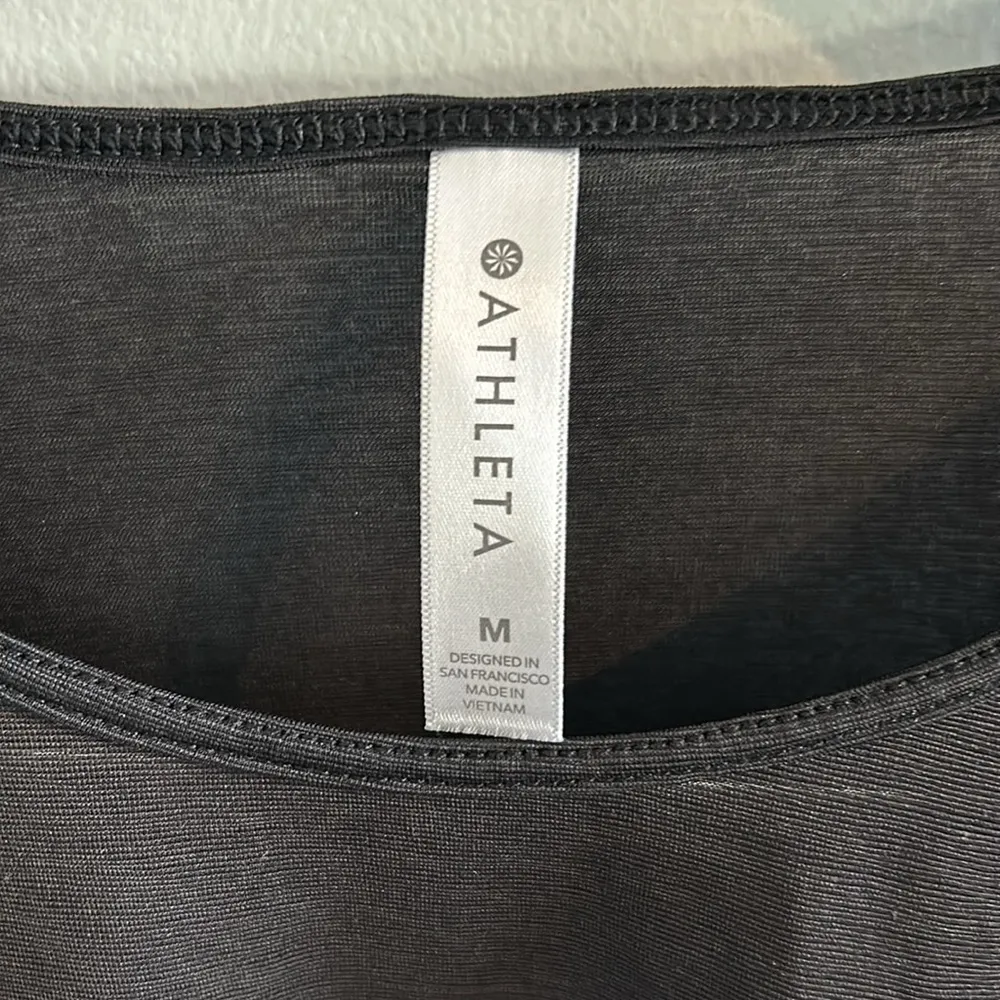 ATHLETA
M
DESIGNED IN
SAN FRANCISCO
MADE IN
VIETNAM